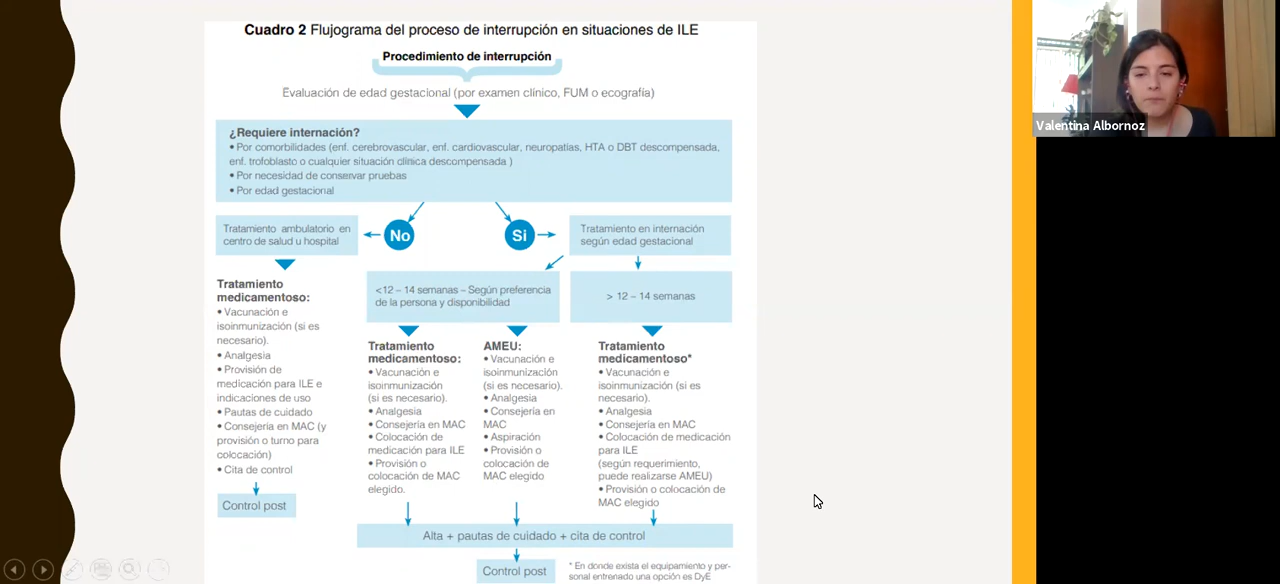 Cuadro 2 Flujograma del proceso de interrupción en situaciones de ILE
Procedimiento de interrupción
Evaluación de edad gestacional (por examen clínico, FUM o ecografía)
¿Requiere internación?
• Por comorbilidades (enf. cerebrovascular, enf. cardiovascular, neuropatías, HTA o DBT descompensada,
enf. trofoblasto o cualquier situación clínica descompensada )
• Por necesidad de conservar pruebas
• Por edad gestacional
Tratamiento ambulatorio en
centro de salud u hospital
No
Si
Tratamiento en internación
según edad gestacional
Tratamiento
medicamentoso:
• Vacunación e
isoinmunización (si es
necesario).
• Analgesia
• Provisión de
medicación para ILE e
indicaciones de uso
• Pautas de cuidado
• Consejería en MAC (y
provisión o turno para
colocación)
• Cita de control
Control post
<12 – 14 semanas – Según preferencia
de la persona y disponibilidad
> 12 – 14 semanas
Tratamiento
medicamentoso:
• Vacunación e
isoinmunización
(si es necesario).
• Analgesia
• Consejería en MAC
• Colocación de
medicación para ILE
• Provisión o
colocación de MAC
elegido.
AMEU:
• Vacunación e
isoinmunización
(si es necesario).
• Analgesia
• Consejería en
MAC
• Aspiración
• Provisión o
colocación de
MAC elegido
Tratamiento
medicamentoso*
• Vacunación e
isoinmunización (si es
necesario).
• Analgesia
• Consejería en MAC
• Colocación de medicación
para ILE
(según requerimiento,
puede realizarse AMEU)
• Provisión o colocación de
MAC elegido
Alta + pautas de cuidado + cita de control
Control post
* En donde exista el equipamiento y per-
sonal entrenado una opción es DyE
Valentina Albornoz